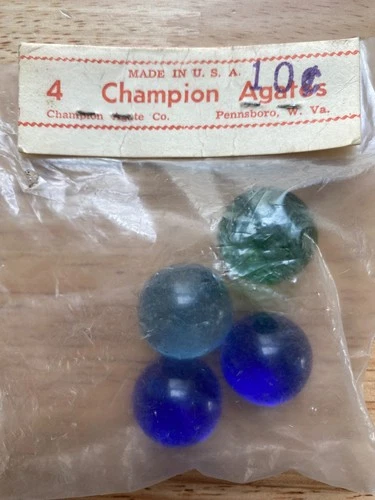 MADE IN U. S. A.
10¢
4 Champion Agates
Champion Agate Co. Pennsboro, W. Va.